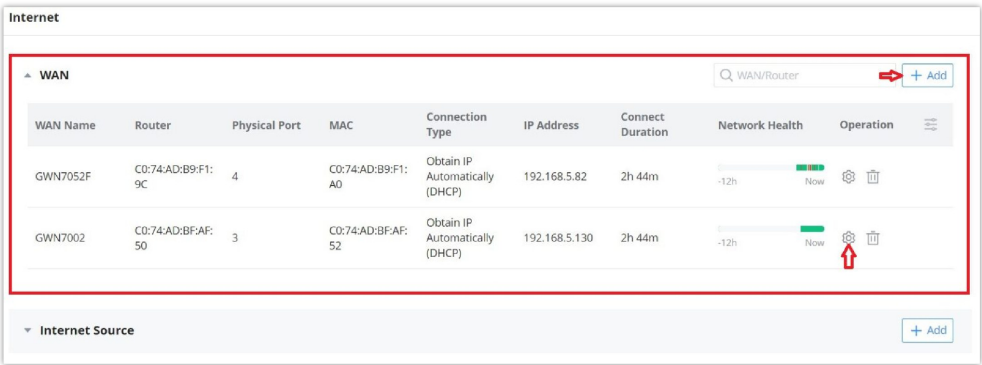 Internet
WAN
WAN/Router
+ Add
WAN Name Router Physical Port MAC Connection Type IP Address Connect Duration Network Health Operation
GWN7052F C0:74:AD:B9:F1:9C 4 C0:74:AD:B9:F1:A0 Obtain IP Automatically (DHCP) 192.168.5.82 2h 44m -12h Now
GWN7002 C0:74:AD:BF:AF:50 3 C0:74:AD:BF:AF:52 Obtain IP Automatically (DHCP) 192.168.5.130 2h 44m -12h Now
Internet Source
+ Add